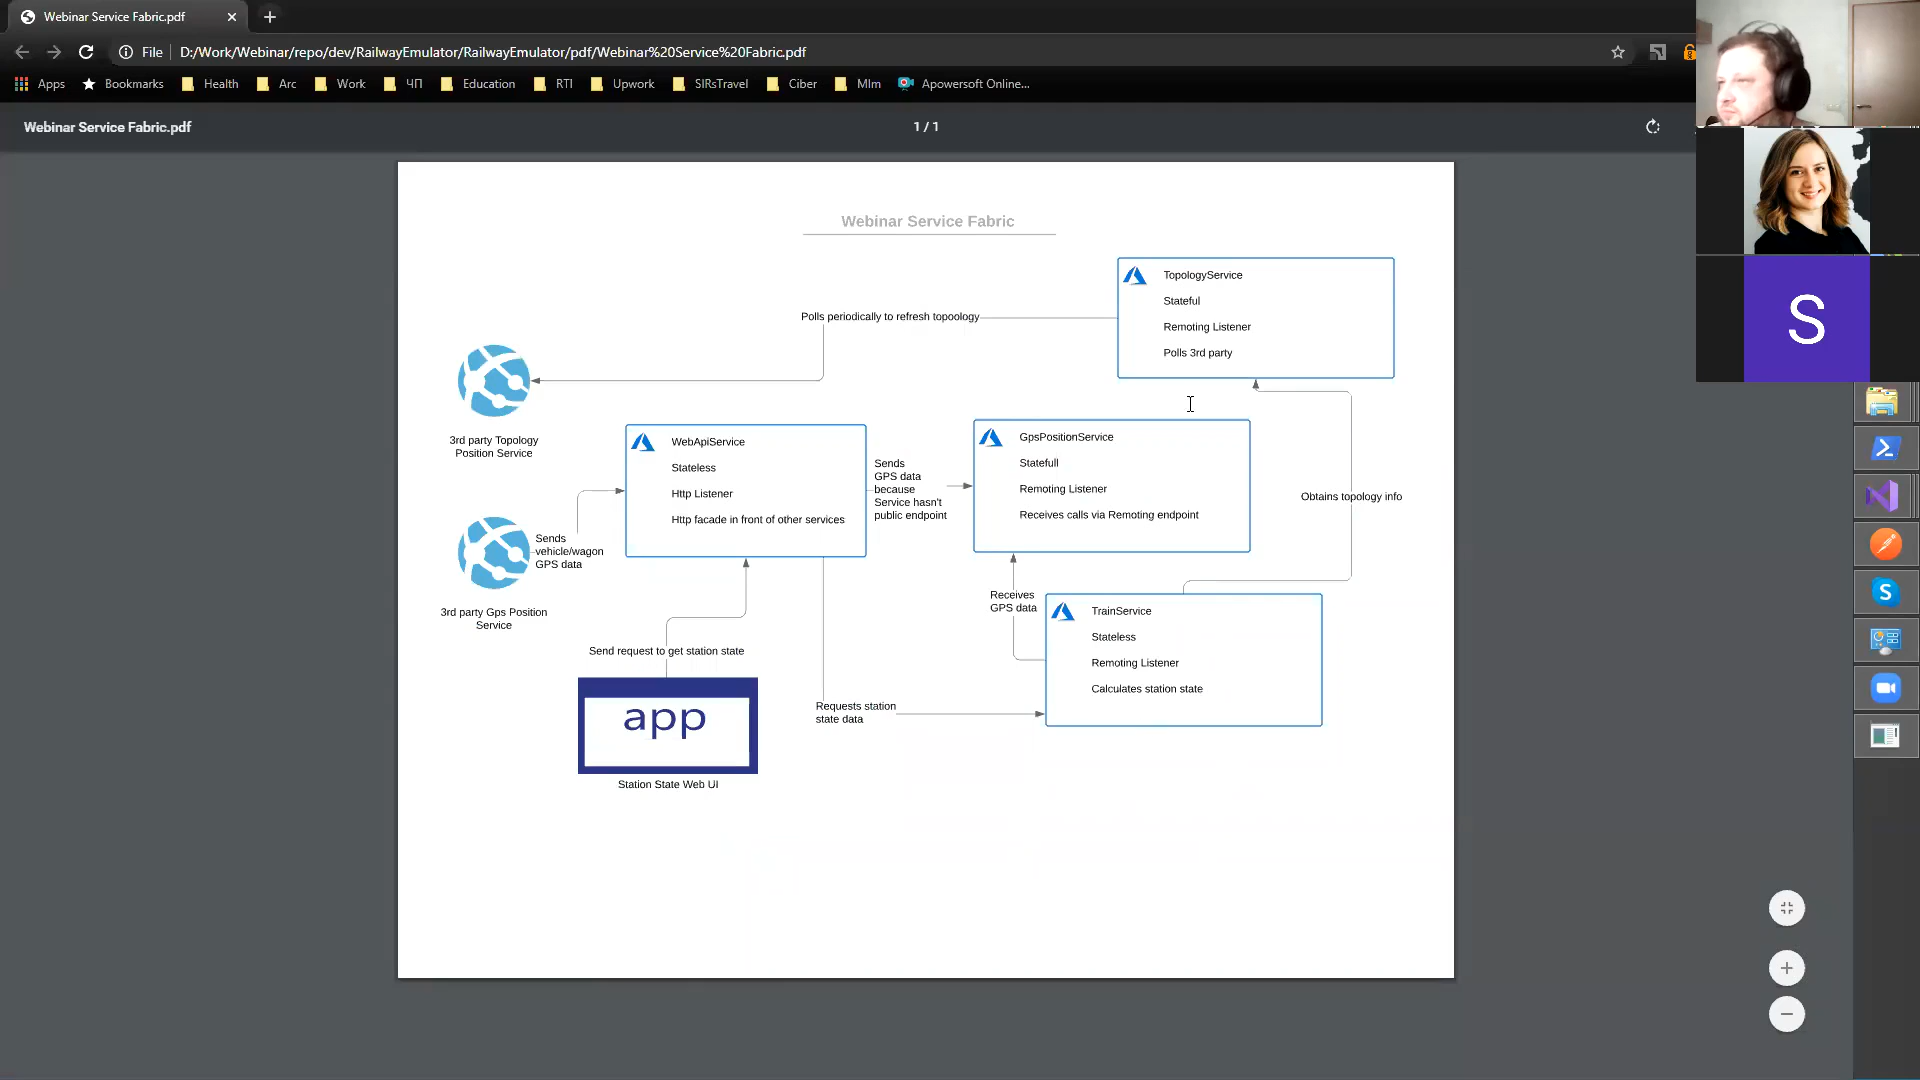 Webinar Service Fabric.pdf
File
D:/Work/Webinar/repo/dev/RailwayEmulator/RailwayEmulator/pdf/Webinar%20Service%20Fabric.pdf
Apps
Bookmarks
Health
Arc
Work
ЧП
Education
RTI
Upwork
SIRsTravel
Ciber
Mlm
Apowersoft Online...
Webinar Service Fabric.pdf
1 / 1
S
Webinar Service Fabric
TopologyService
Stateful
Remoting Listener
Polls 3rd party
Polls periodically to refresh topoology
3rd party Topology
Position Service
WebApiService
Stateless
Http Listener
Http facade in front of other services
Sends
GPS data
because
Service hasn't
public endpoint
GpsPositionService
Statefull
Remoting Listener
Receives calls via Remoting endpoint
Obtains topology info
Sends
vehicle/wagon
GPS data
3rd party Gps Position
Service
Receives
GPS data
TrainService
Stateless
Remoting Listener
Calculates station state
Send request to get station state
Requests station
state data
app
Station State Web UI